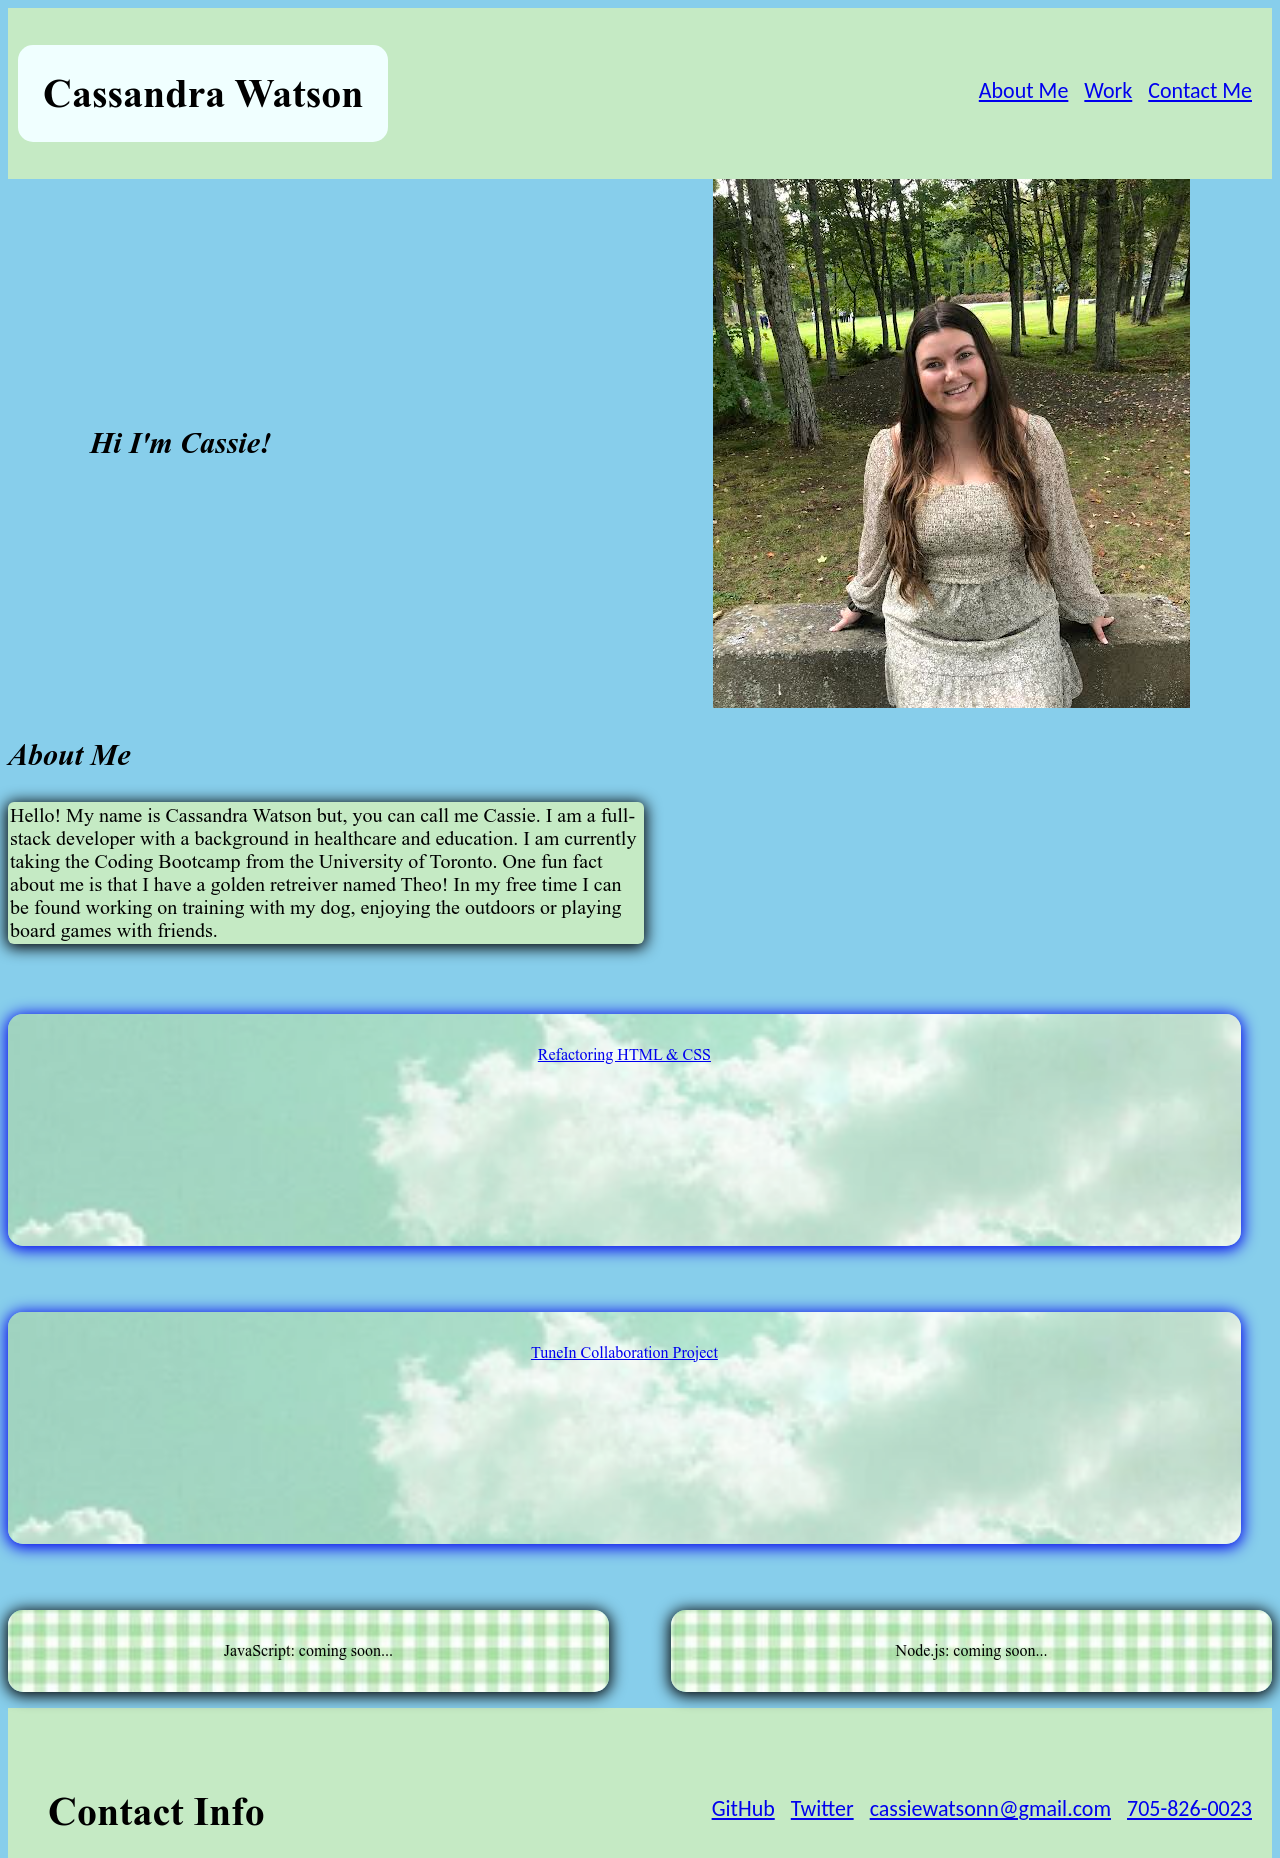 Cassandra Watson
About Me Work Contact Me
Hi I'm Cassie!
About Me
Hello! My name is Cassandra Watson but, you can call me Cassie. I am a full-
stack developer with a background in healthcare and education. I am currently
taking the Coding Bootcamp from the University of Toronto. One fun fact
about me is that I have a golden retreiver named Theo! In my free time I can
be found working on training with my dog, enjoying the outdoors or playing
board games with friends.
Refactoring HTML & CSS
TuneIn Collaboration Project
JavaScript: coming soon...
Node.js: coming soon...
Contact Info
GitHub Twitter cassiewatsonn@gmail.com 705-826-0023